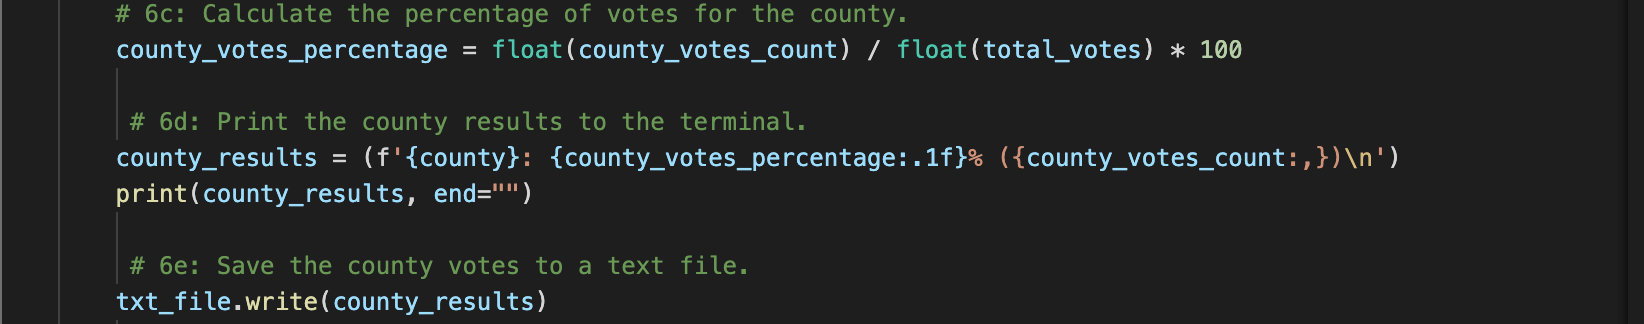 # 6c: Calculate the percentage of votes for the county.
county_votes_percentage = float(county_votes_count) / float(total_votes) * 100
# 6d: Print the county results to the terminal.
county_results = (f'{county}: {county_votes_percentage:.1f}% ({county_votes_count:,})\n')
print(county_results, end="")
# 6e: Save the county votes to a text file.
txt_file.write(county_results)